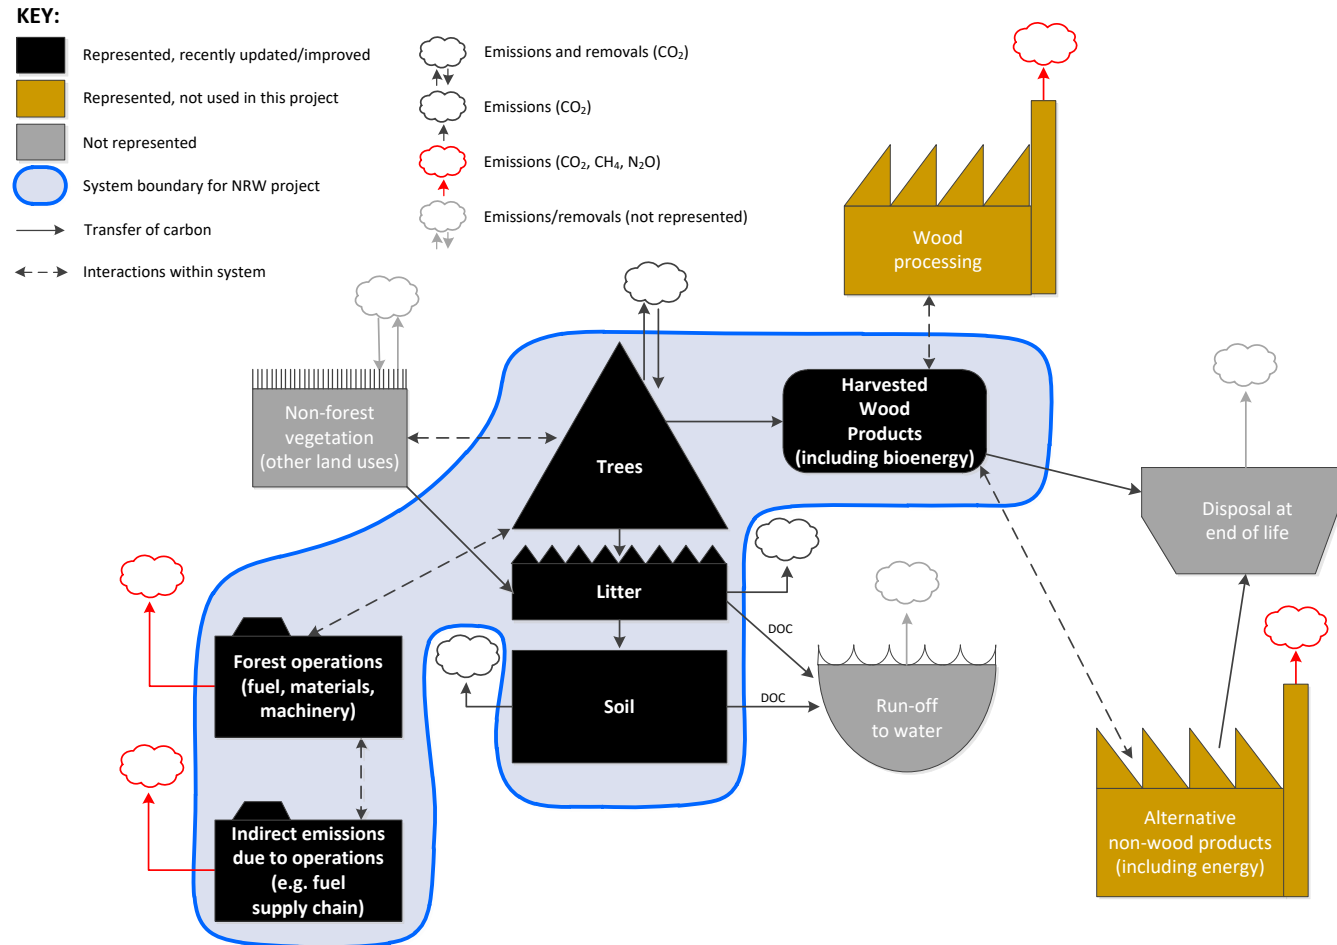 KEY:
Represented, recently updated/improved
Represented, not used in this project
Not represented
System boundary for NRW project
Transfer of carbon
Interactions within system
Emissions and removals (CO₂)
Emissions (CO₂)
Emissions (CO₂, CH₄, N₂O)
Emissions/removals (not represented)
Wood
processing
Non-forest
vegetation
(other land uses)
Trees
Harvested
Wood
Products
(including bioenergy)
Disposal at
end of life
Litter
DOC
Forest operations
(fuel, materials,
machinery)
Soil
DOC
Run-off
to water
Indirect emissions
due to operations
(e.g. fuel
supply chain)
Alternative
non-wood products
(including energy)